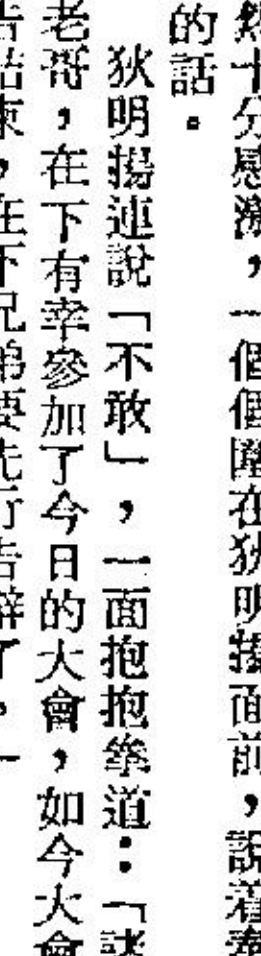 然十分感激，一個個圍在狄明揚面前，說着
的話。
狄明揚連說「不敢」，一面抱抱拳道：「諸
老哥，在下有幸參加了今日的大會，如今大會
告結束，在下兄弟要先行告辭了。」